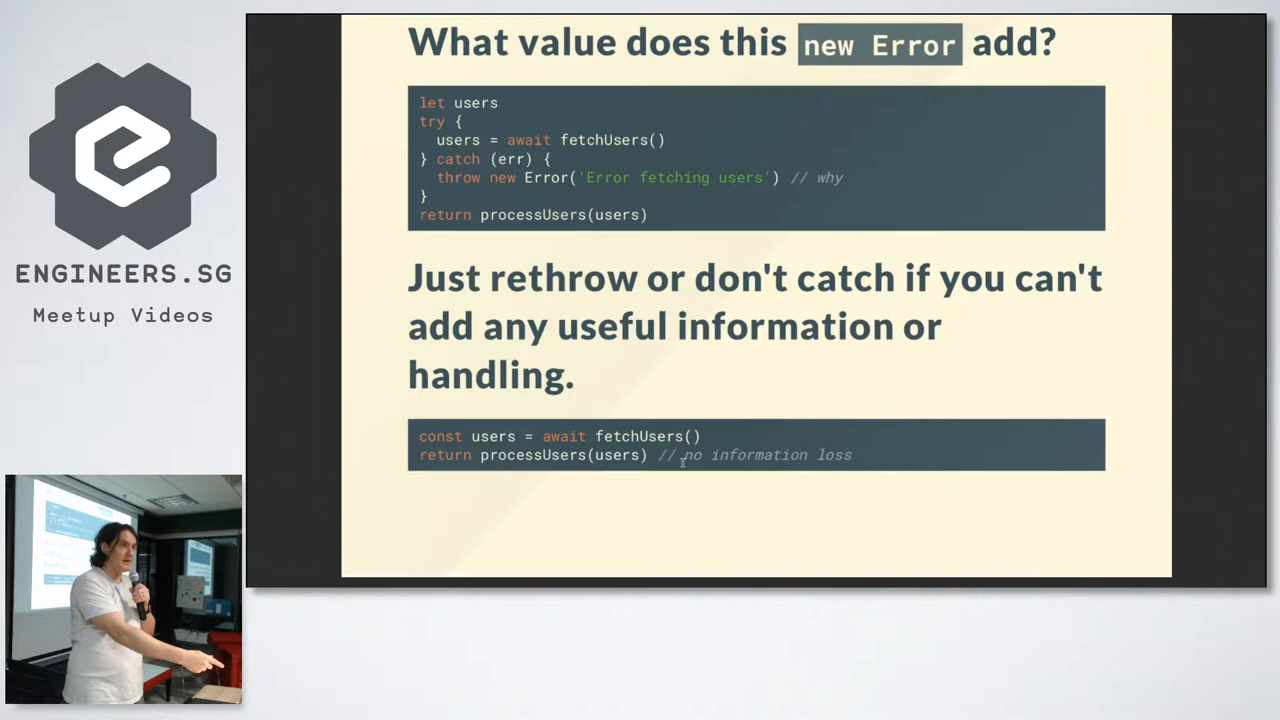 What value does this new Error add?
let users
try {
users = await fetchUsers()
} catch (err) {
throw new Error('Error fetching users') // why
}
return processUsers(users)
Just rethrow or don't catch if you can't
add any useful information or
handling.
const users = await fetchUsers()
return processUsers(users) // no information loss
ENGINEERS.SG
Meetup Videos